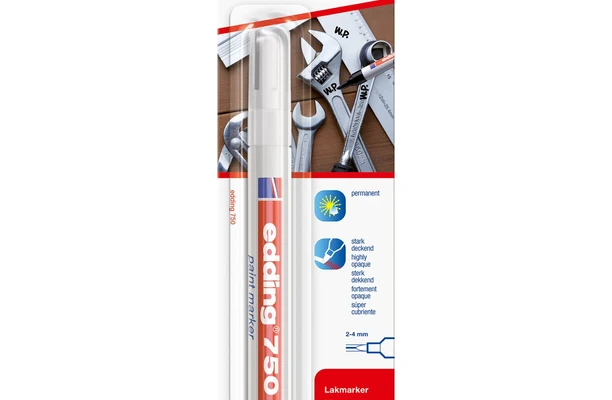 W.P.
W.P.
W.P.
edding 750
edding® 750
paint marker
permanent
stark
deckend
highly
opaque
sterk
dekkend
fortement
opaque
súper
cubriente
2-4 mm
Lakmarker